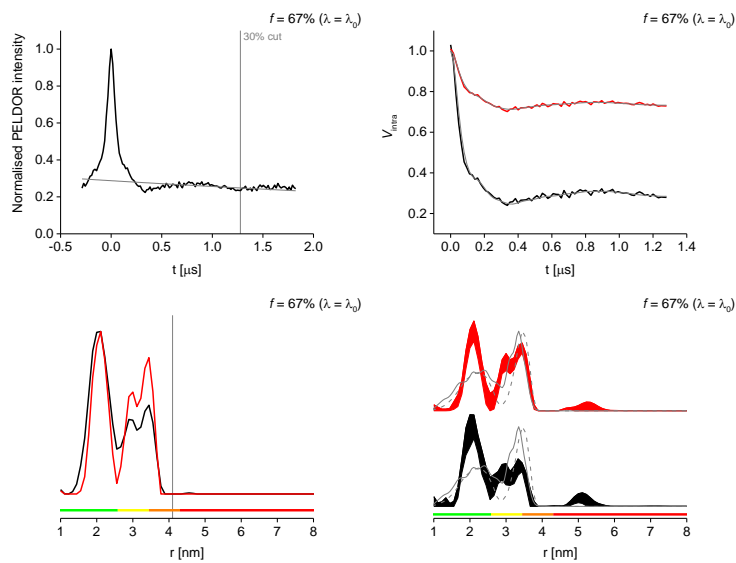 f = 67% (λ = λ₀)
30% cut
Normalised PELDOR intensity
1.0
0.8
0.6
0.4
0.2
0.0
-0.5 0.0 0.5 1.0 1.5 2.0
t [μs]
f = 67% (λ = λ₀)
V_intra
1.0
0.8
0.6
0.4
0.2
0.0 0.2 0.4 0.6 0.8 1.0 1.2 1.4
t [μs]
f = 67% (λ = λ₀)
1 2 3 4 5 6 7 8
r [nm]
f = 67% (λ = λ₀)
1 2 3 4 5 6 7 8
r [nm]